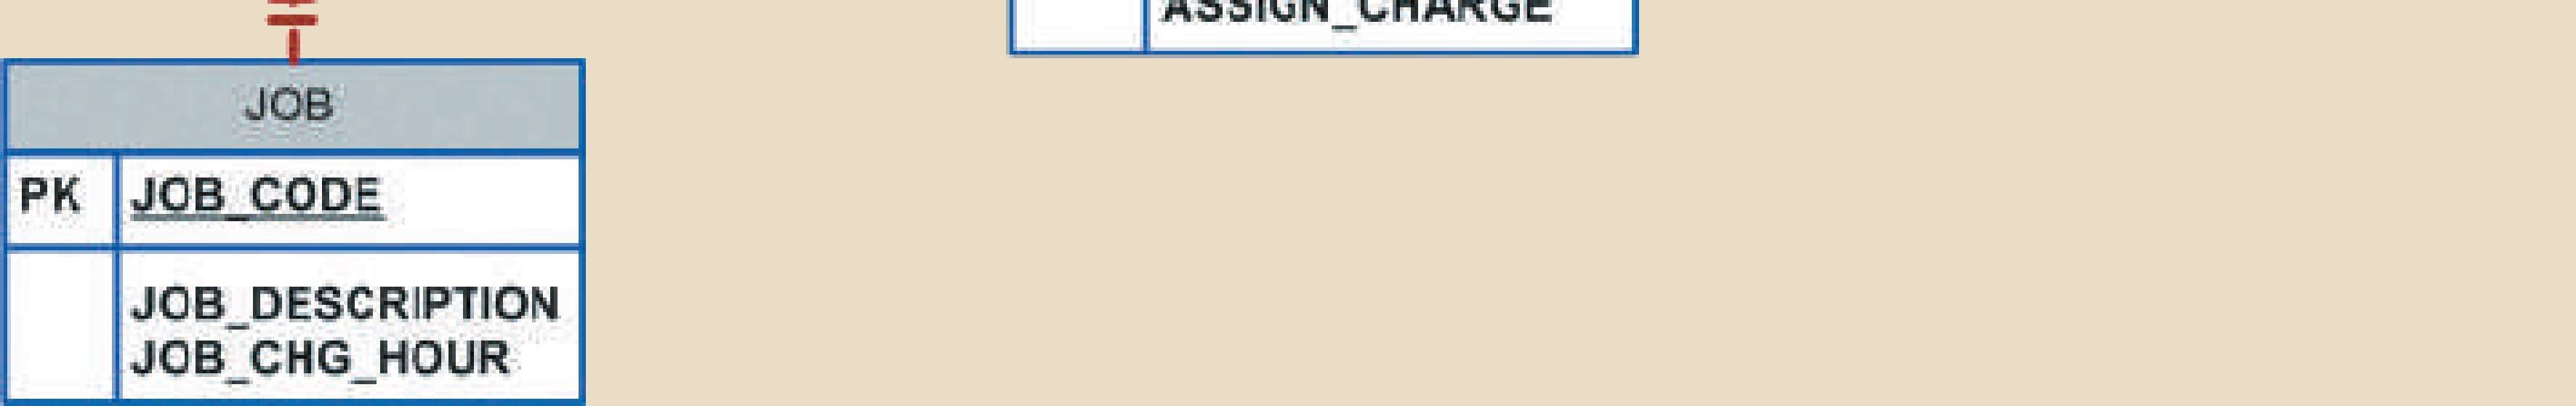 ASSIGN_CHARGE
JOB
PK JOB_CODE
JOB_DESCRIPTION
JOB_CHG_HOUR